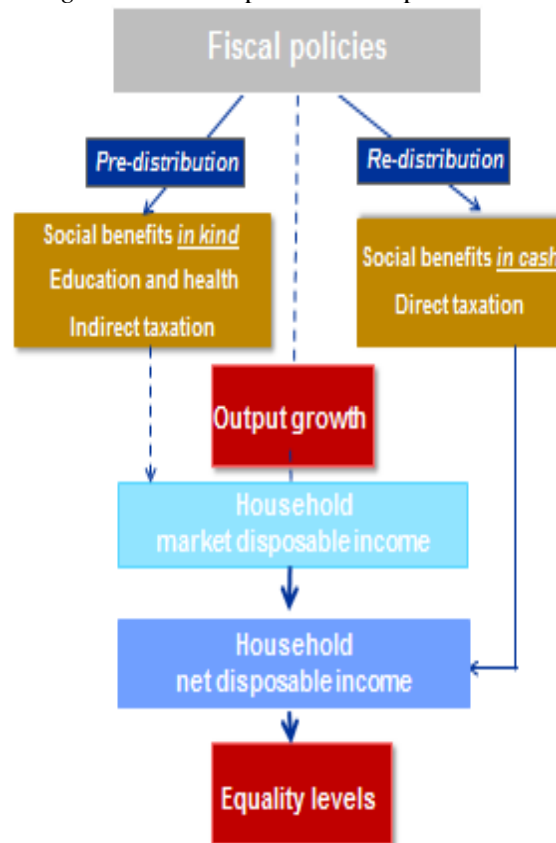 Fiscal policies
Pre-distribution
Re-distribution
Social benefits in kind
Education and health
Indirect taxation
Social benefits in cash
Direct taxation
Output growth
Household
market disposable income
Household
net disposable income
Equality levels